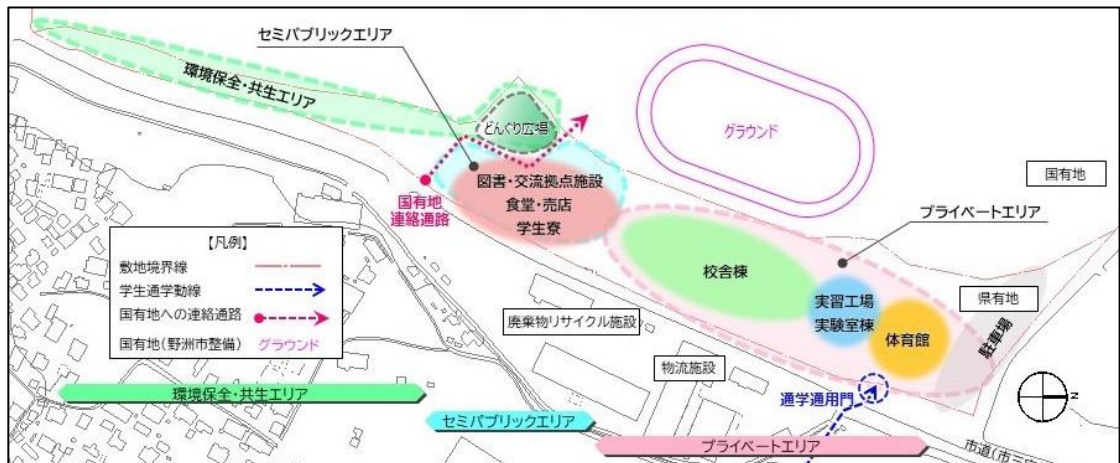 セミパブリックエリア
環境保全・共生エリア
どんぐり広場
グラウンド
国有地
国有地
連絡通路
図書・交流拠点施設
食堂・売店
学生寮
プライベートエリア
【凡例】
敷地境界線
学生通学動線
国有地への連絡通路
国有地(野洲市整備)
グラウンド
校舎棟
実習工場
実験室棟
体育館
県有地
駐車場
廃棄物リサイクル施設
物流施設
通学通用門
N
環境保全・共生エリア
セミパブリックエリア
プライベートエリア